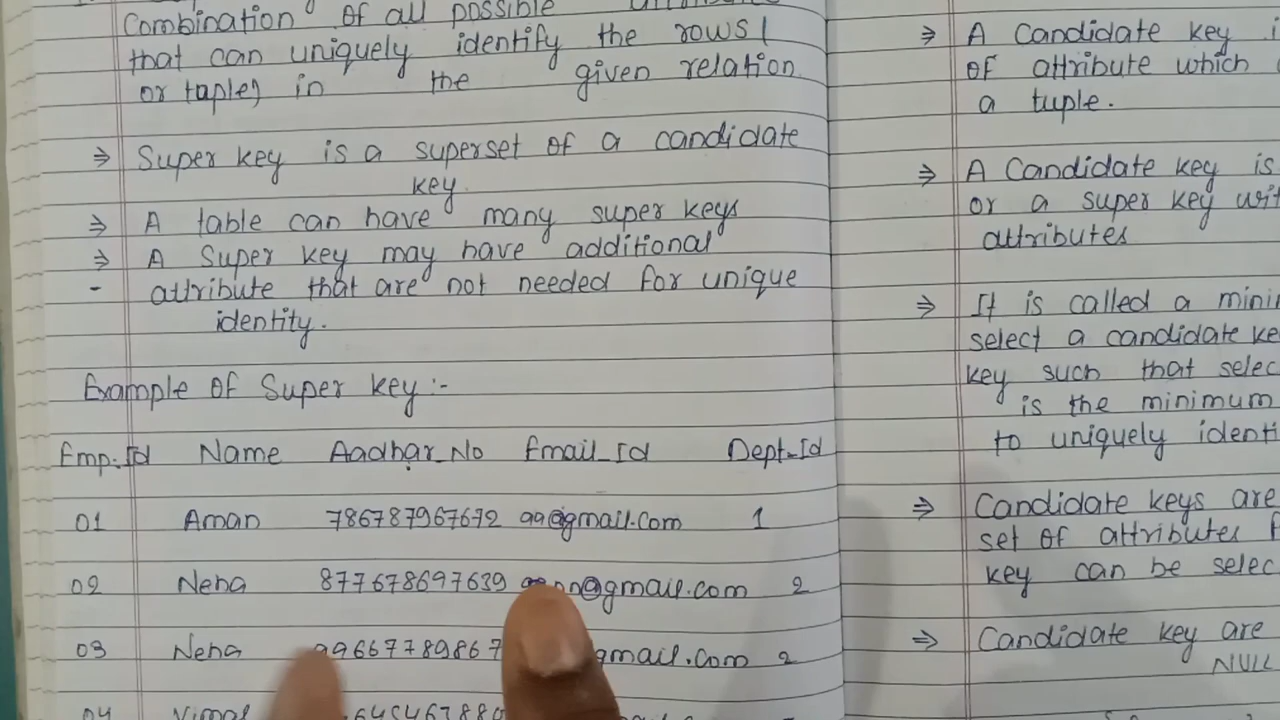 Combination of all possible
that can uniquely identify the rows/
or tuples in the given relation.
⇒ Super key is a superset of a candidate
key.
⇒ A table can have many super keys
⇒ A Super key may have additional
- attribute that are not needed for unique
identity.
Example of Super key :-
Emp_Id Name Aadhar_No Email_Id Dept_Id
01 Aman 786787967672 aa@gmail.com 1
02 Neha 877678697639 @gmail.com 2
03 Neha gmail.com 2
04 Vimal
⇒ A Candidate key
of attribute which
a tuple.
⇒ A Candidate key is
or a super key
attributes
⇒ It is called a
select a candidate
key such that
is the minimum
to uniquely
⇒ Candidate keys are
set of attributes
key can be
⇒ Candidate key are
NULL